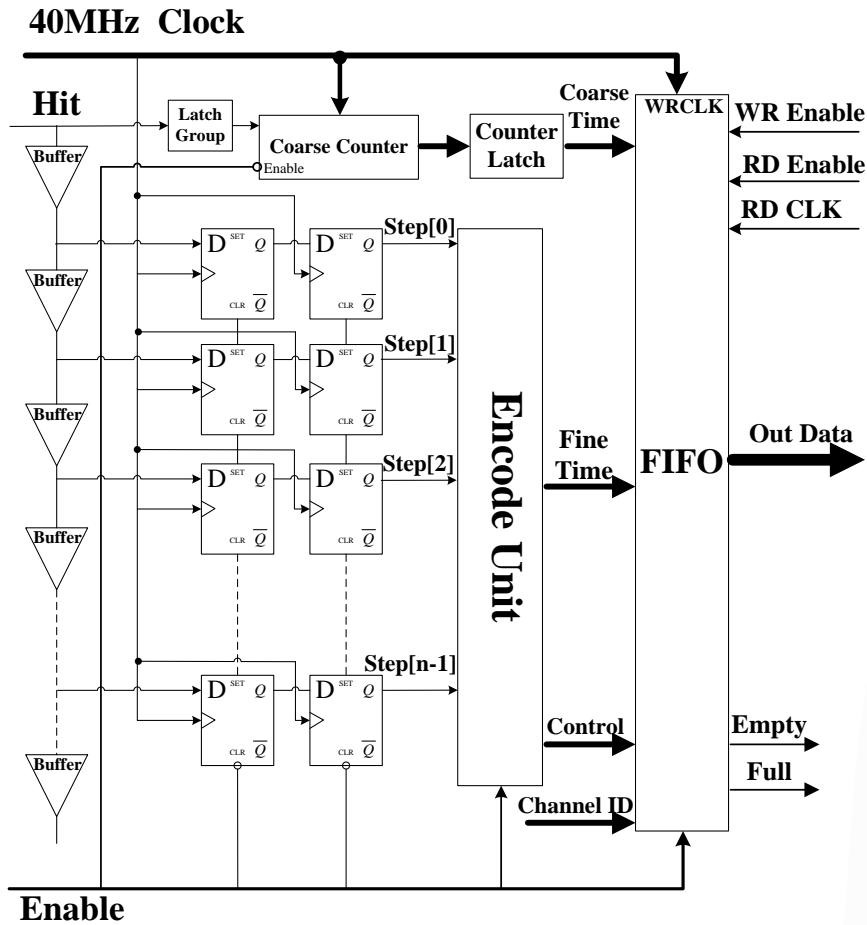 40MHz Clock
Hit
Latch
Group
Coarse Counter
Enable
Counter
Latch
Coarse
Time
WRCLK
WR Enable
RD Enable
RD CLK
Buffer
D SET Q
CLR Q
D SET Q
CLR Q
Step[0]
Buffer
D SET Q
CLR Q
D SET Q
CLR Q
Step[1]
Buffer
D SET Q
CLR Q
D SET Q
CLR Q
Step[2]
Buffer
Encode Unit
Fine
Time
FIFO
Out Data
D SET Q
CLR Q
D SET Q
CLR Q
Step[n-1]
Buffer
Control
Channel ID
Empty
Full
Enable